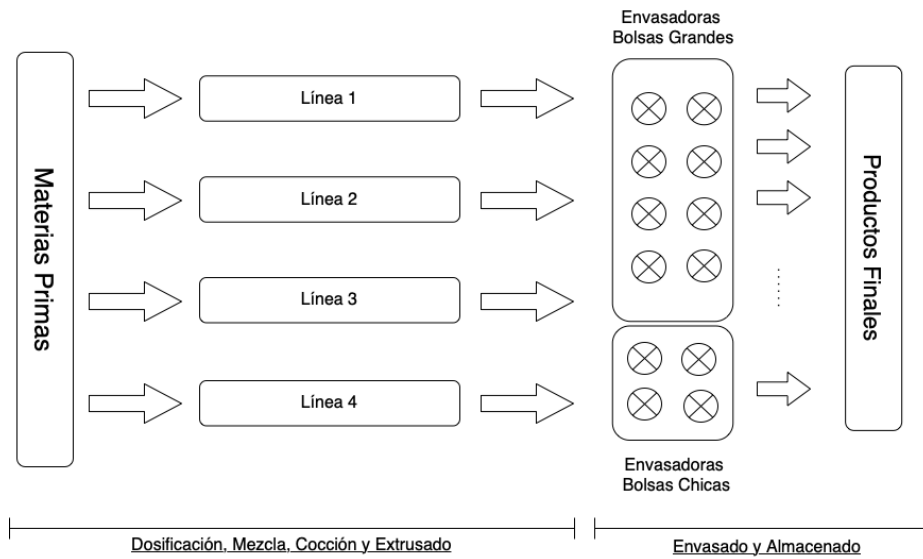 Envasadoras
Bolsas Grandes
Materias Primas
Línea 1
Línea 2
Línea 3
Línea 4
Productos Finales
Envasadoras
Bolsas Chicas
Dosificación, Mezcla, Cocción y Extrusado
Envasado y Almacenado